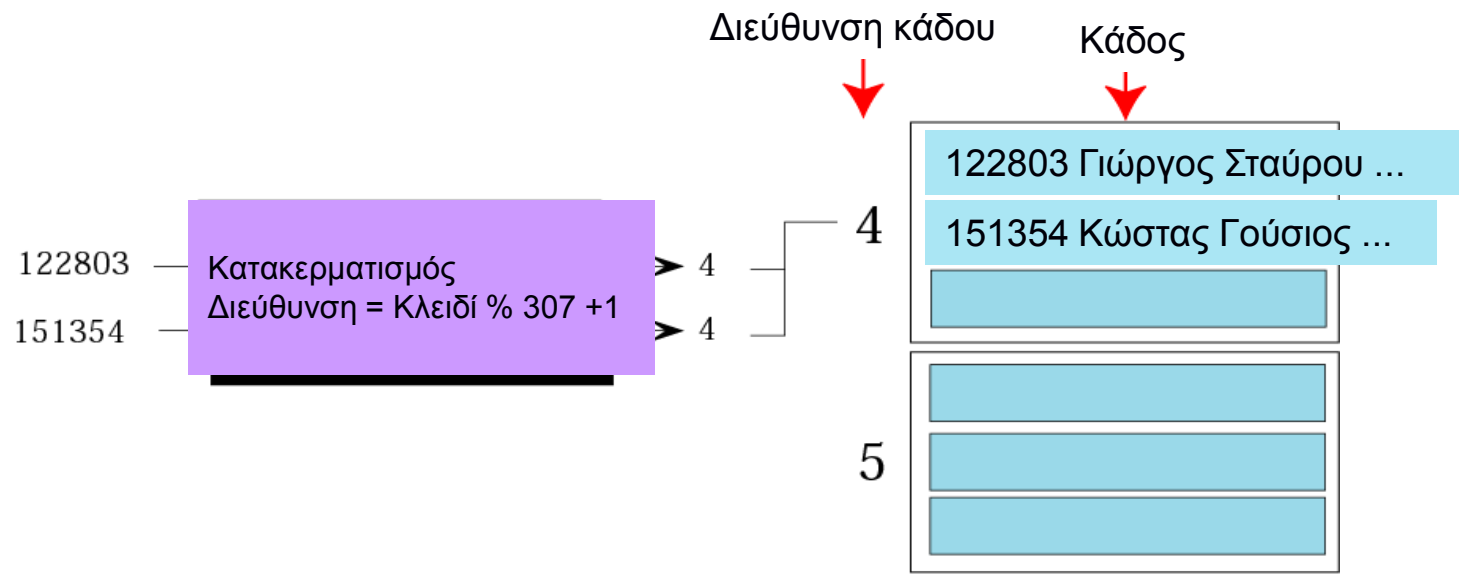 Διεύθυνση κάδου
Κάδος
122803
151354
Κατακερματισμός
Διεύθυνση = Κλειδί % 307 +1
4
4
4
122803 Γιώργος Σταύρου ...
151354 Κώστας Γούσιος ...
5